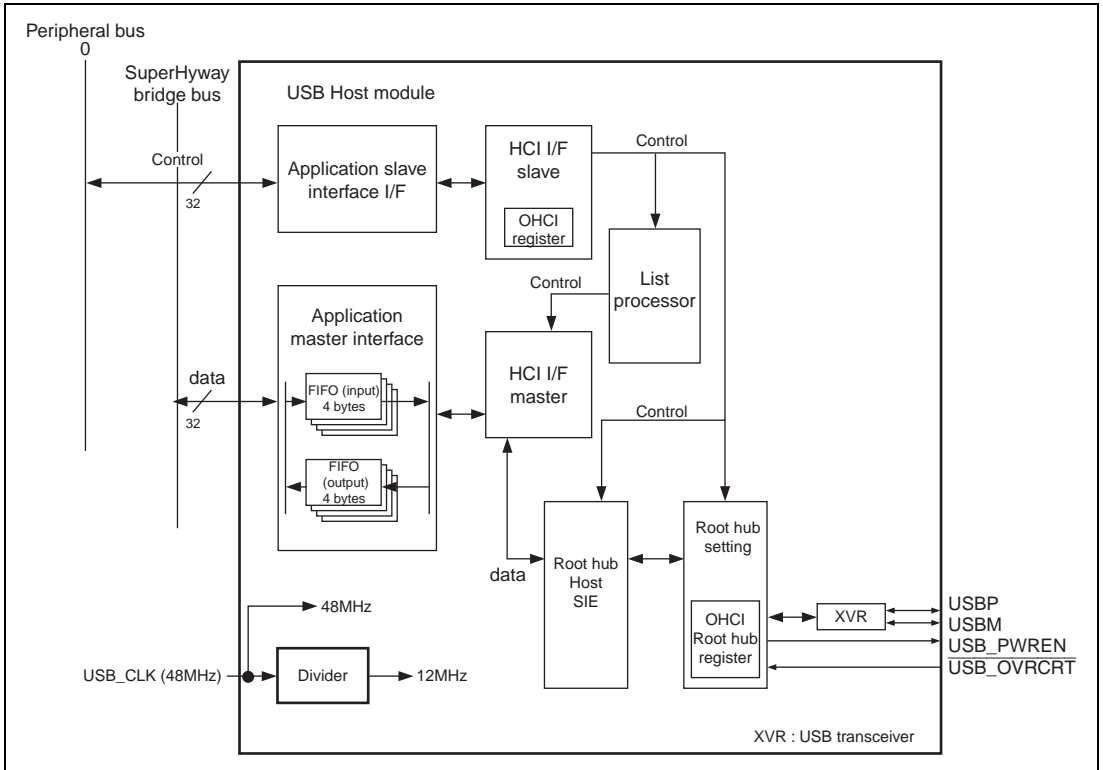 Peripheral bus
0
SuperHyway
bridge bus
USB Host module
Control
32
Application slave
interface I/F
HCI I/F
slave
OHCI
register
Control
List
processor
Control
Application
master interface
FIFO (input)
4 bytes
FIFO
(output)
4 bytes
data
32
HCI I/F
master
Control
data
Root hub
Host
SIE
Root hub
setting
OHCI
Root hub
register
XVR
USBP
USBM
USB_PWREN
USB_OVRCRT
48MHz
USB_CLK (48MHz)
Divider
12MHz
XVR : USB transceiver